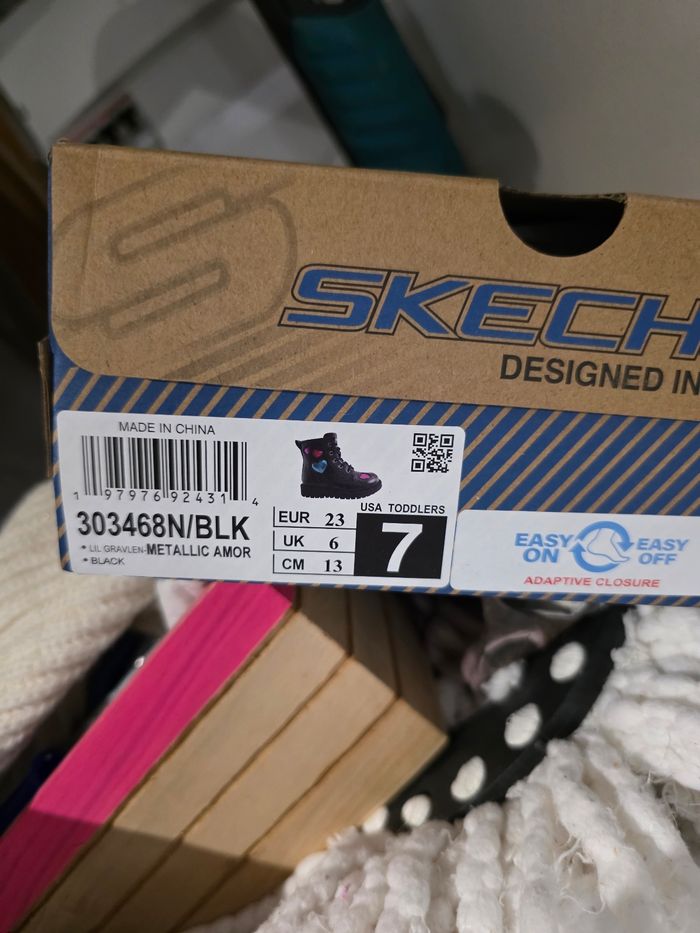 SKECH
DESIGNED IN
MADE IN CHINA
1 97976 92431 4
303468N/BLK
* LIL GRAVLEN-METALLIC AMOR
* BLACK
EUR 23
UK 6
CM 13
USA TODDLERS
7
EASY ON
EASY OFF
ADAPTIVE CLOSURE